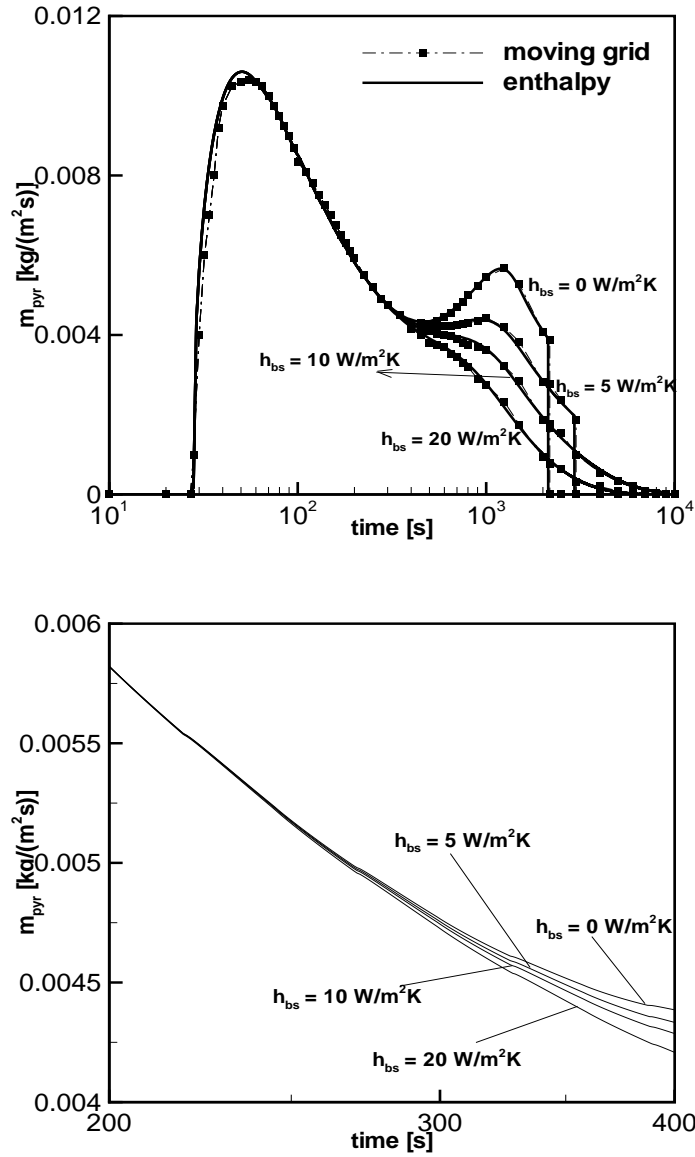 0.012
moving grid
enthalpy
0.008
m_pyr [kg/(m²s)]
h_bs = 0 W/m²K
0.004
h_bs = 10 W/m²K
h_bs = 5 W/m²K
h_bs = 20 W/m²K
0
10¹ 10² 10³ 10⁴
time [s]
0.006
0.0055
m_pyr [kg/(m²s)]
0.005
h_bs = 5 W/m²K
h_bs = 0 W/m²K
0.0045
h_bs = 10 W/m²K
h_bs = 20 W/m²K
0.004
200 300 400
time [s]